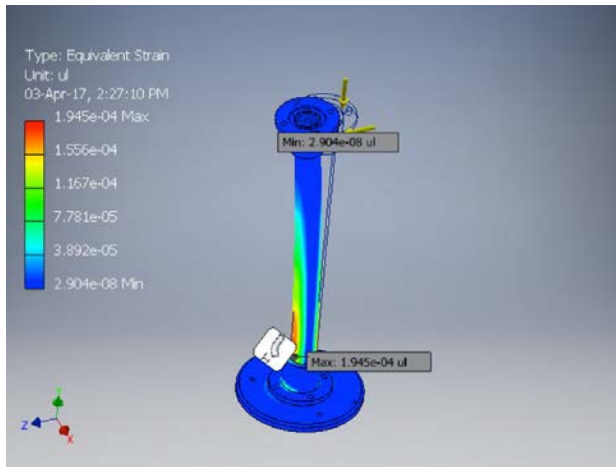 Type: Equivalent Strain
Unit: ul
03-Apr-17, 2:27:10 PM
1.945e-04 Max
1.556e-04
1.167e-04
7.781e-05
3.892e-05
2.904e-08 Min
Min: 2.904e-08 ul
Max: 1.945e-04 ul
Y
Z
X